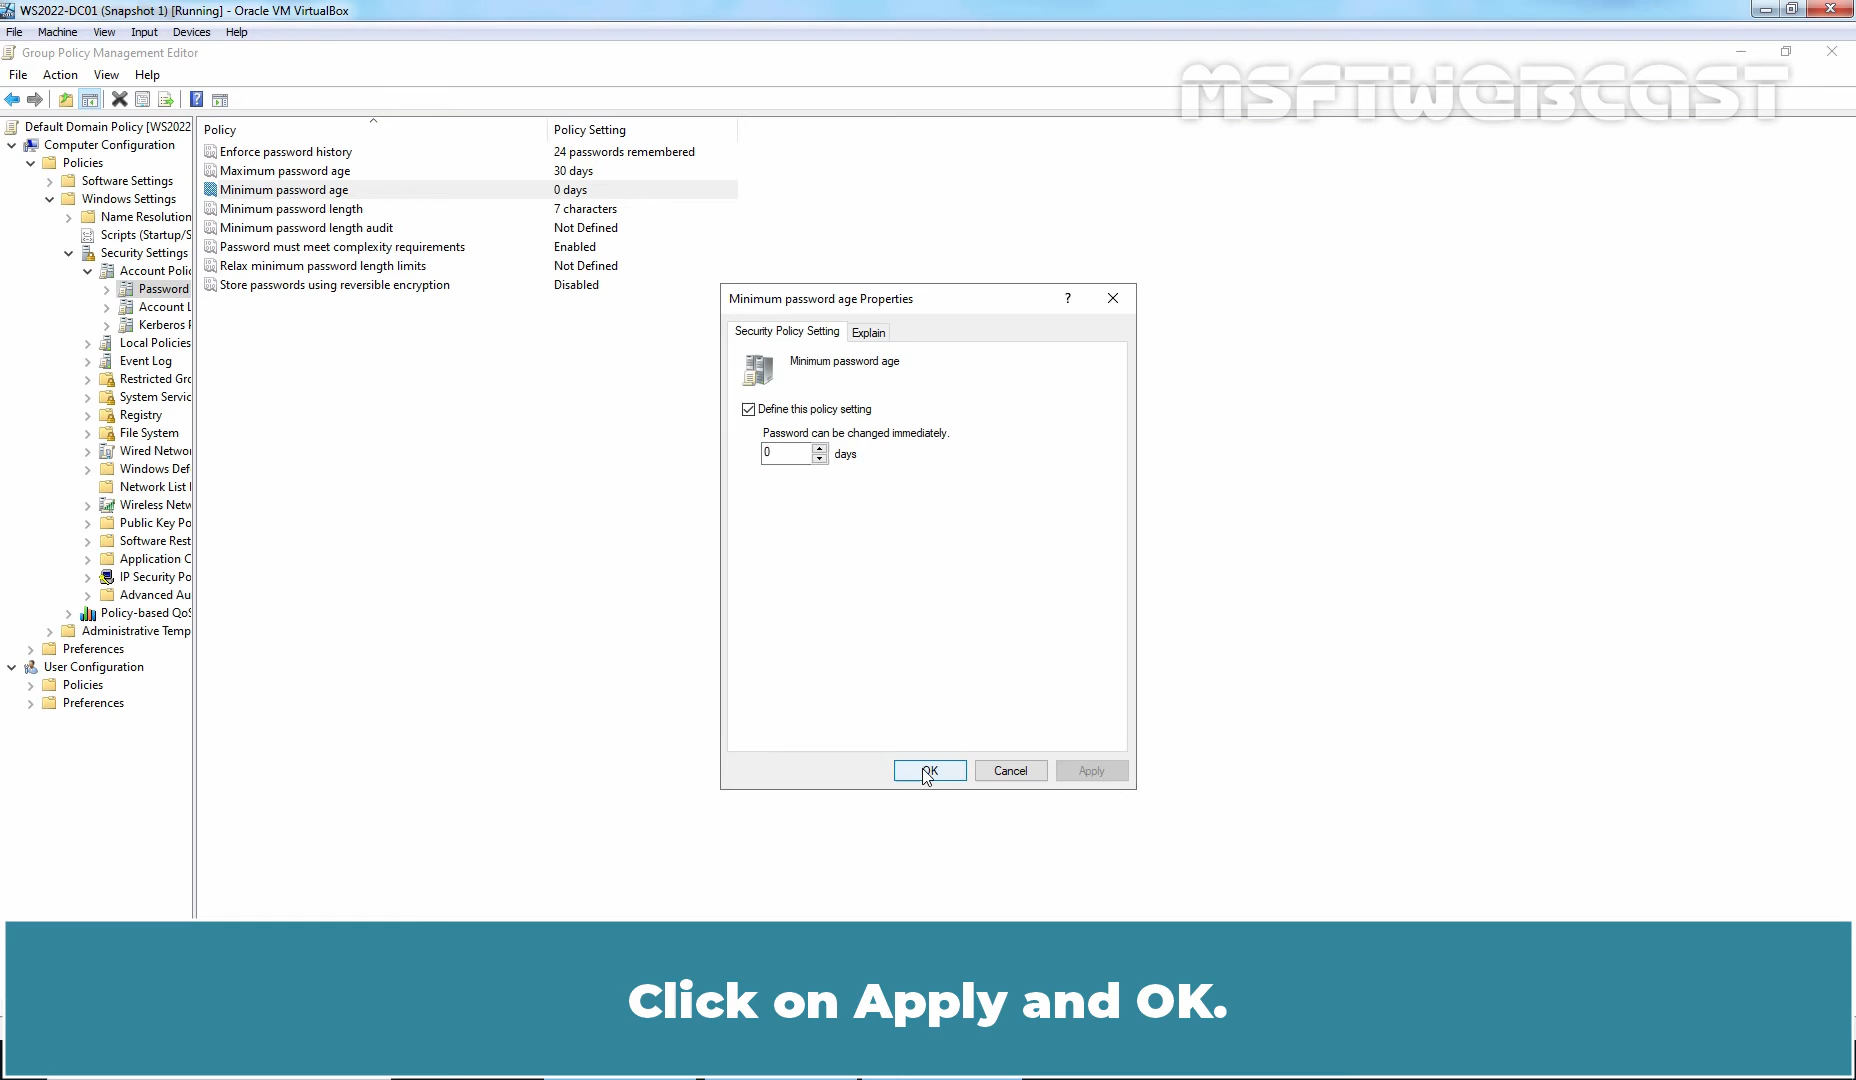 WS2022-DC01 (Snapshot 1) [Running] - Oracle VM VirtualBox
File Machine View Input Devices Help
Group Policy Management Editor
File Action View Help
MSFTWEBCAST
Default Domain Policy [WS2022
Computer Configuration
Policies
Software Settings
Windows Settings
Name Resolution
Scripts (Startup/S
Security Settings
Account Polic
Password
Account L
Kerberos P
Local Policies
Event Log
Restricted Gro
System Servic
Registry
File System
Wired Networ
Windows Def
Network List I
Wireless Netw
Public Key Po
Software Rest
Application C
IP Security Po
Advanced Au
Policy-based QoS
Administrative Temp
Preferences
User Configuration
Policies
Preferences
Policy Policy Setting
Enforce password history 24 passwords remembered
Maximum password age 30 days
Minimum password age 0 days
Minimum password length 7 characters
Minimum password length audit Not Defined
Password must meet complexity requirements Enabled
Relax minimum password length limits Not Defined
Store passwords using reversible encryption Disabled
Minimum password age Properties ?
Security Policy Setting Explain
Minimum password age
Define this policy setting
Password can be changed immediately.
0 days
OK Cancel Apply
Click on Apply and OK.